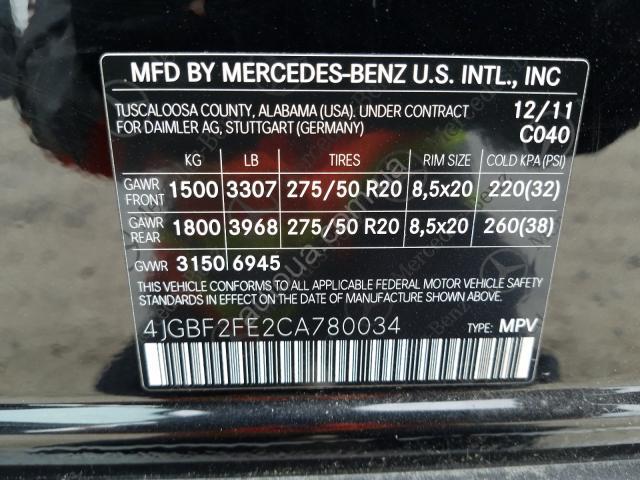 MFD BY MERCEDES-BENZ U.S. INTL., INC
TUSCALOOSA COUNTY, ALABAMA (USA). UNDER CONTRACT 12/11
FOR DAIMLER AG, STUTTGART (GERMANY) C040
KG LB TIRES RIM SIZE COLD KPA (PSI)
GAWR FRONT 1500 3307 275/50 R20 8,5x20 220(32)
GAWR REAR 1800 3968 275/50 R20 8,5x20 260(38)
GVWR 3150 6945
THIS VEHICLE CONFORMS TO ALL APPLICABLE FEDERAL MOTOR VEHICLE SAFETY
STANDARDS IN EFFECT ON THE DATE OF MANUFACTURE SHOWN ABOVE.
4JGBF2FE2CA780034 TYPE: MPV